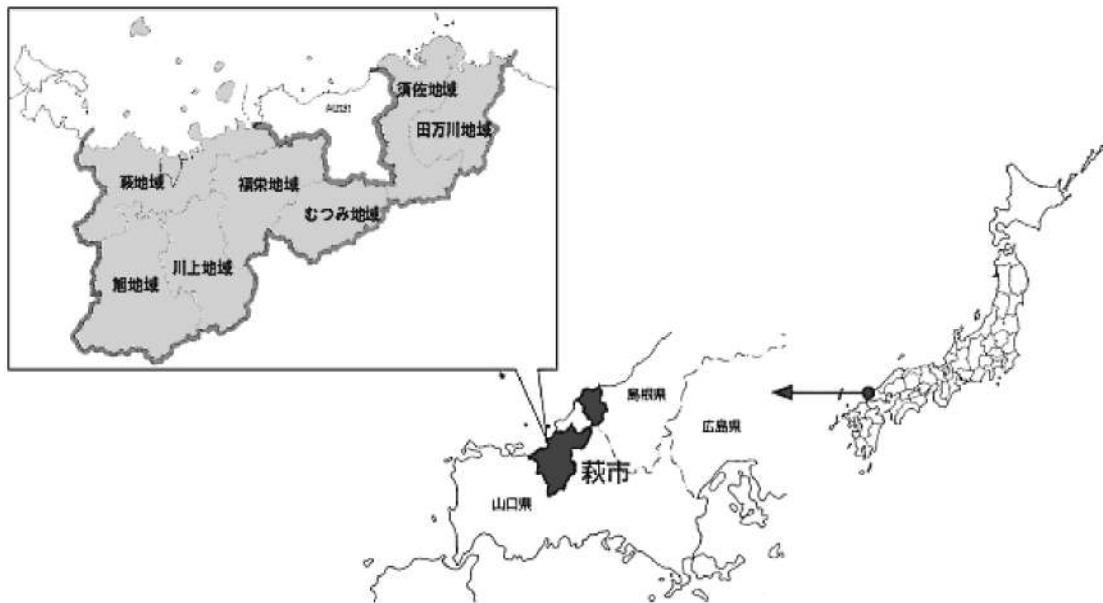 須佐地域
田万川地域
萩地域
福栄地域
むつみ地域
川上地域
旭地域
島根県
広島県
萩市
山口県